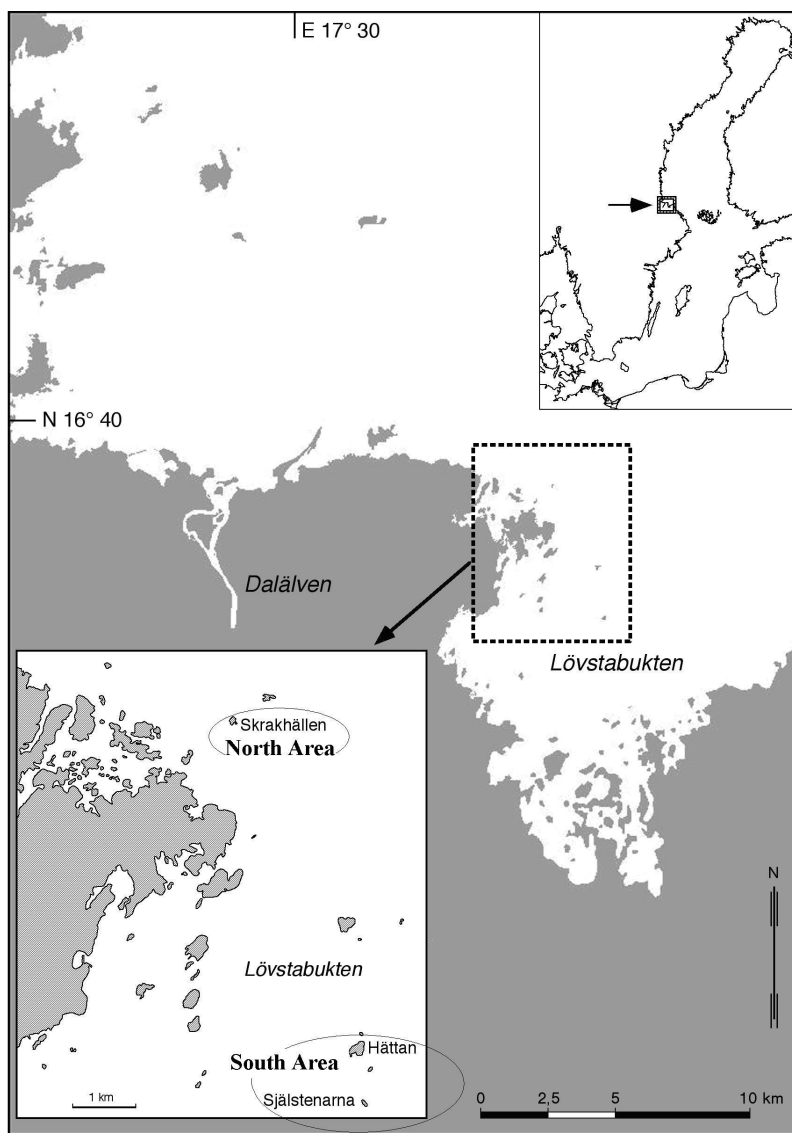 E 17° 30
N 16° 40
Dalälven
Lövstabukten
Skrakhällen
North Area
Lövstabukten
Hättan
South Area
Själstenarna
1 km
N
0 2,5 5 10 km